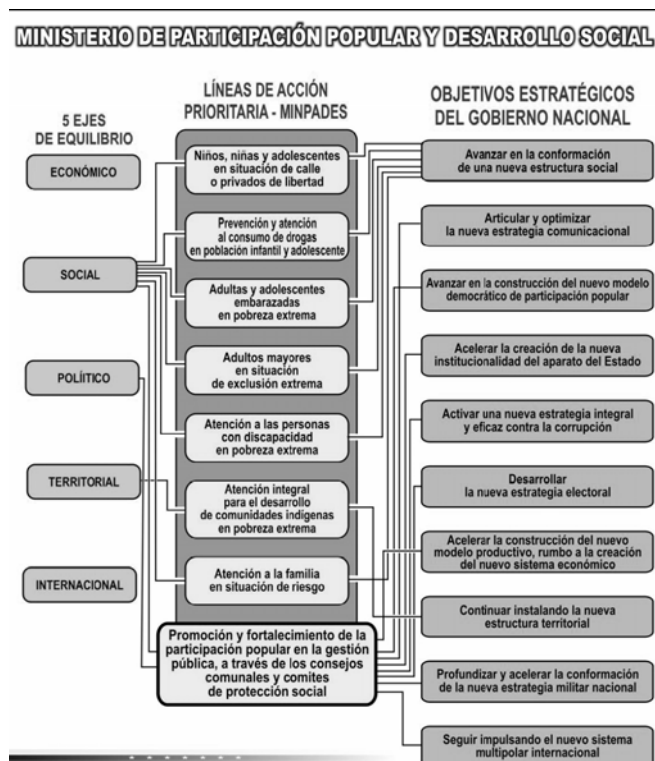 MINISTERIO DE PARTICIPACIÓN POPULAR Y DESARROLLO SOCIAL
5 EJES
DE EQUILIBRIO
ECONÓMICO
SOCIAL
POLÍITICO
TERRITORIAL
INTERNACIONAL
LÍNEAS DE ACCIÓN
PRIORITARIA - MINPADES
Niños, niñas y adolescentes
en situación de calle
o privados de libertad
Prevención y atención
al consumo de drogas
en población infantil y adolescente
Adultas y adolescentes
embarazadas
en pobreza extrema
Adultos mayores
en situación
de exclusión extrema
Atención a las personas
con discapacidad
en pobreza extrema
Atención integral
para el desarrollo
de comunidades indígenas
en pobreza extrema
Atención a la familia
en situación de riesgo
Promoción y fortalecimiento de la
participación popular en la gestión
pública, a través de los consejos
comunales y comites
de protección social
OBJETIVOS ESTRATÉGICOS
DEL GOBIERNO NACIONAL
Avanzar en la conformación
de una nueva estructura social
Articular y optimizar
la nueva estrategia comunicacional
Avanzar en la construcción del nuevo modelo
democrático de participación popular
Acelerar la creación de la nueva
institucionalidad del aparato del Estado
Activar una nueva estrategia integral
y eficaz contra la corrupción
Desarrollar
la nueva estrategia electoral
Acelerar la construcción del nuevo
modelo productivo, rumbo a la creación
del nuevo sistema económico
Continuar instalando la nueva
estructura territorial
Profundizar y acelerar la conformación
de la nueva estrategia militar nacional
Seguir impulsando el nuevo sistema
multipolar internacional